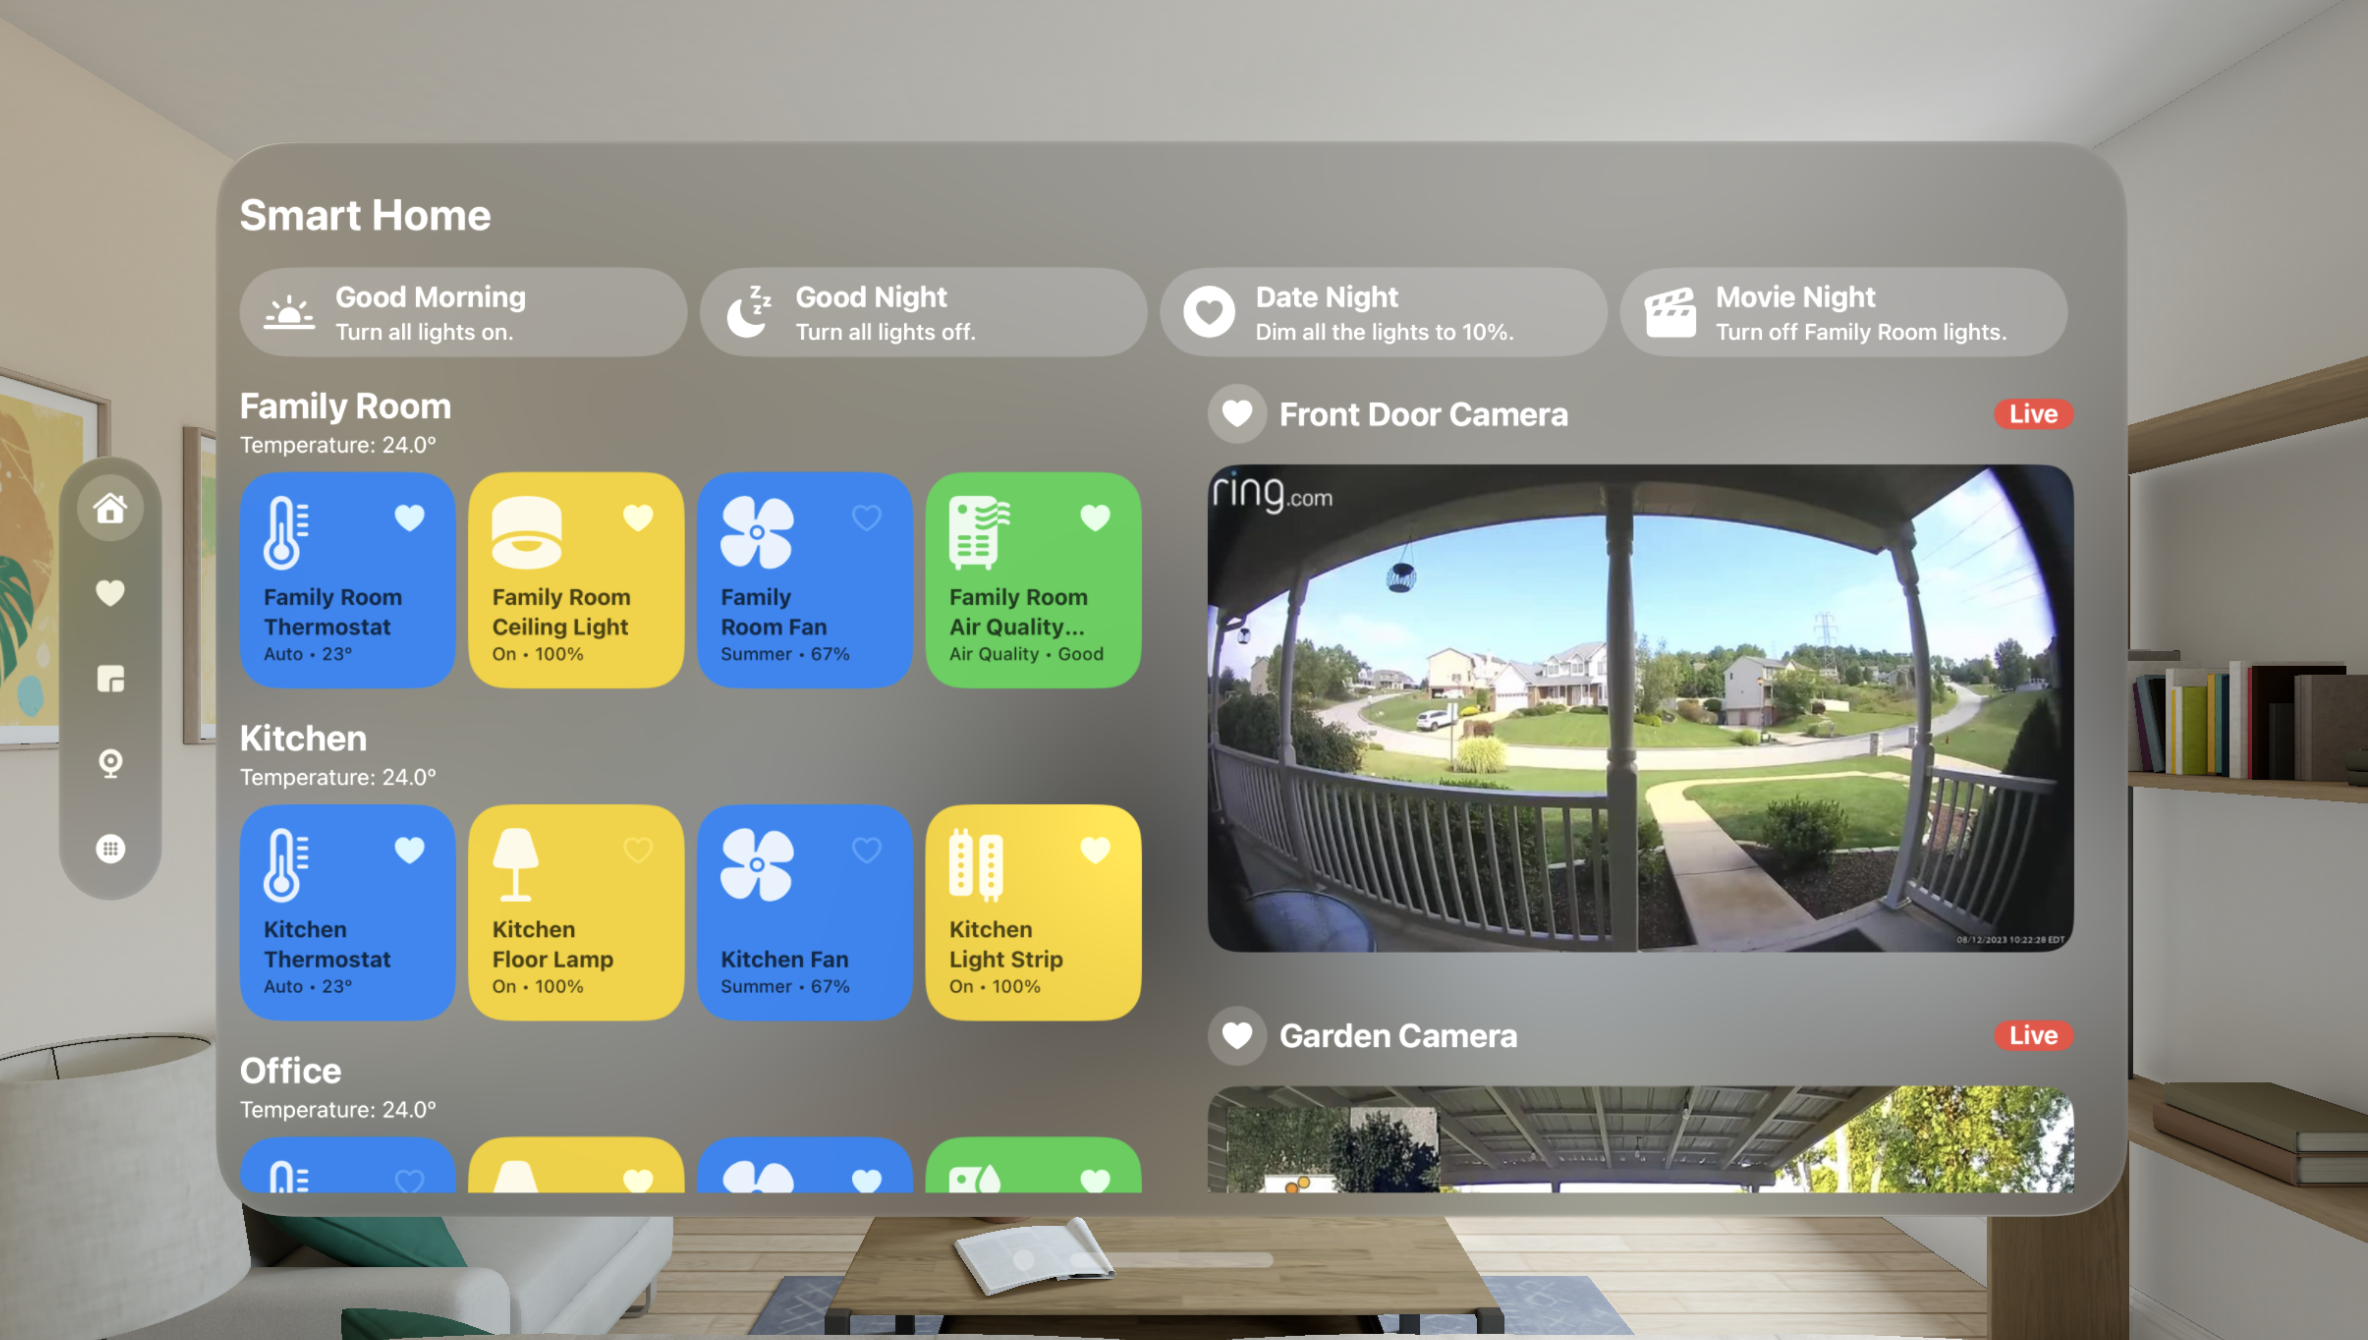 Smart Home
Good Morning
Turn all lights on.
Good Night
Turn all lights off.
Date Night
Dim all the lights to 10%.
Movie Night
Turn off Family Room lights.
Family Room
Temperature: 24.0°
Family Room
Thermostat
Auto • 23°
Family Room
Ceiling Light
On • 100%
Family
Room Fan
Summer • 67%
Family Room
Air Quality...
Air Quality • Good
Kitchen
Temperature: 24.0°
Kitchen
Thermostat
Auto • 23°
Kitchen
Floor Lamp
On • 100%
Kitchen Fan
Summer • 67%
Kitchen
Light Strip
On • 100%
Office
Temperature: 24.0°
Front Door Camera
Live
ring.com
08/12/2023 10:22:28 EDT
Garden Camera
Live